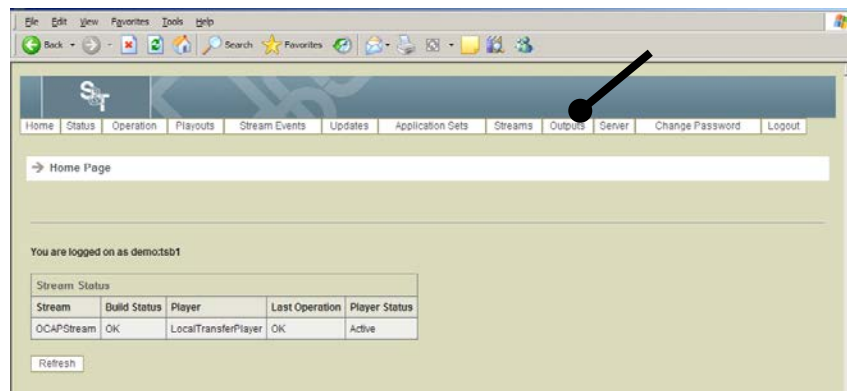 File Edit View Favorites Tools Help
Back Search Favorites
S&T
Home Status Operation Playouts Stream Events Updates Application Sets Streams Outputs Server Change Password Logout
→ Home Page
You are logged on as demo:tsb1
Stream Status
Stream Build Status Player Last Operation Player Status
OCAPStream OK LocalTransferPlayer OK Active
Refresh